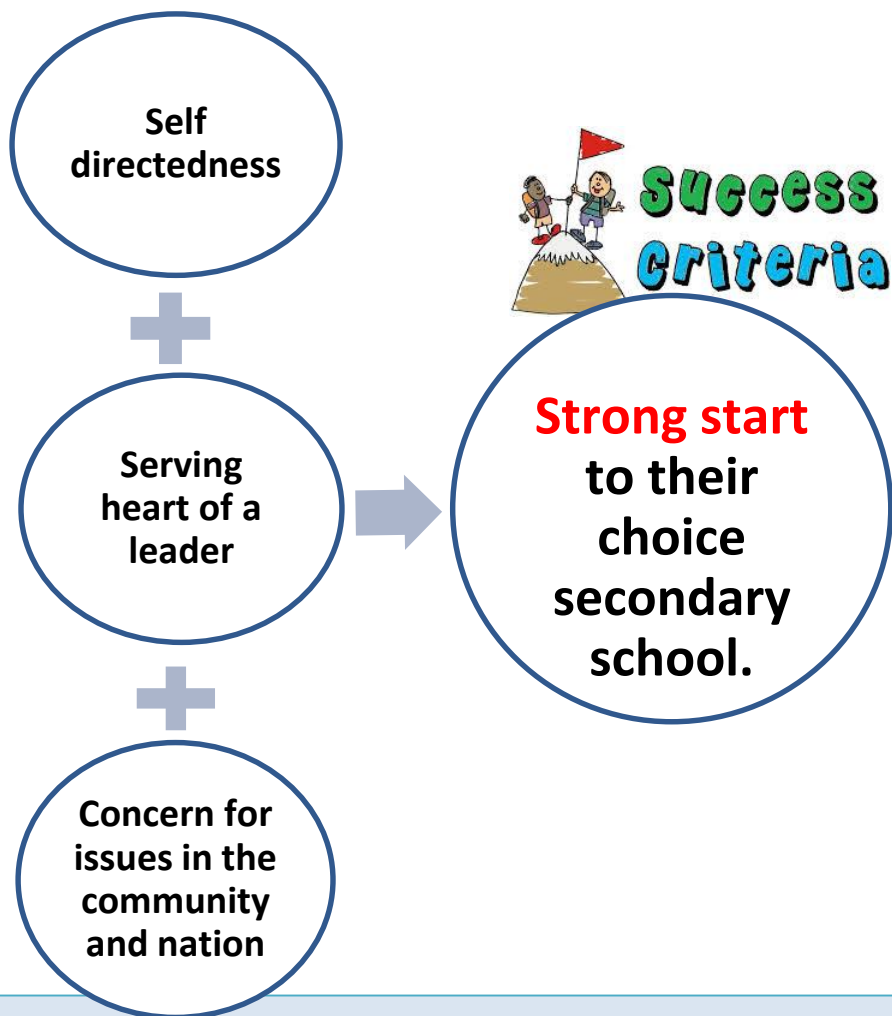 Self
directedness
Serving
heart of a
leader
Concern for
issues in the
community
and nation
Success
Criteria
Strong start
to their
choice
secondary
school.